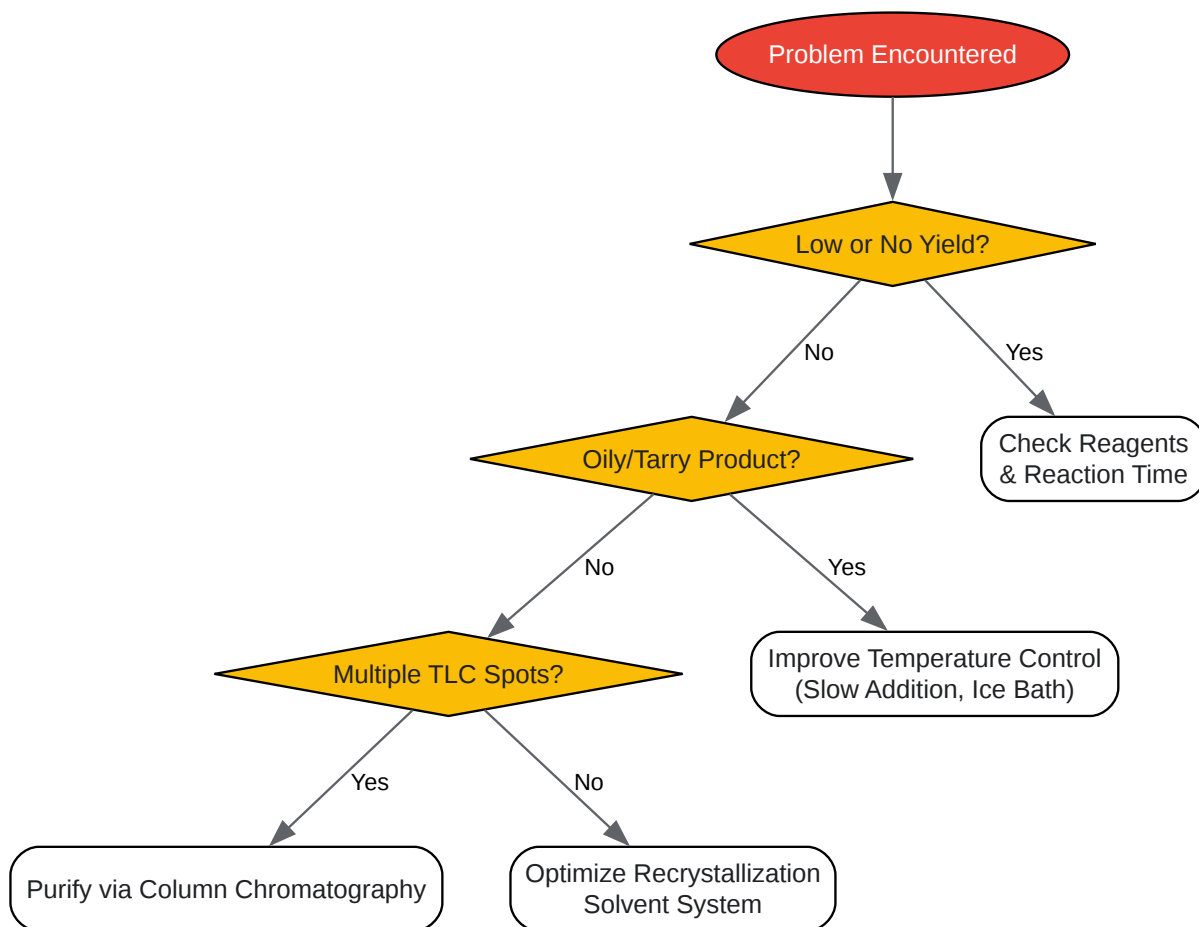 Problem Encountered
Low or No Yield?
No
Yes
Check Reagents
& Reaction Time
Oily/Tarry Product?
No
Yes
Improve Temperature Control
(Slow Addition, Ice Bath)
Multiple TLC Spots?
Yes
No
Purify via Column Chromatography
Optimize Recrystallization
Solvent System